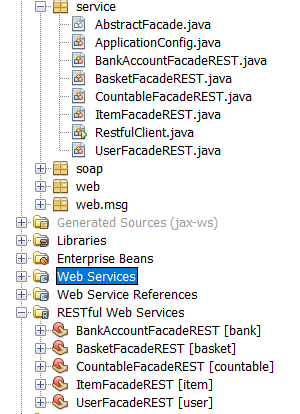 service
AbstractFacade.java
ApplicationConfig.java
BankAccountFacadeREST.java
BasketFacadeREST.java
CountableFacadeREST.java
ItemFacadeREST.java
RestfulClient.java
UserFacadeREST.java
soap
web
web.msg
Generated Sources (jax-ws)
Libraries
Enterprise Beans
Web Services
Web Service References
RESTful Web Services
BankAccountFacadeREST [bank]
BasketFacadeREST [basket]
CountableFacadeREST [countable]
ItemFacadeREST [item]
UserFacadeREST [user]